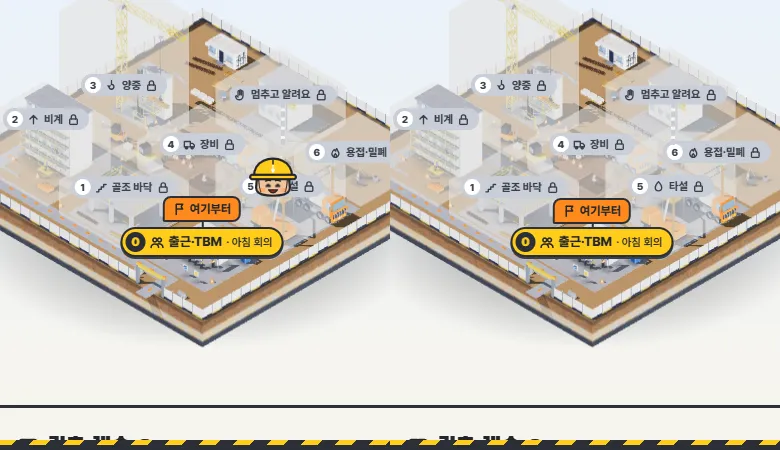 3 양중
멈추고 알려요
2 비계
4 장비
6 용접·밀폐
1 골조 바닥
5 설
여기부터
0 출근·TBM · 아침 회의
3 양중
멈추고 알려요
2 비계
4 장비
6 용접·밀폐
1 골조 바닥
5 타설
여기부터
0 출근·TBM · 아침 회의